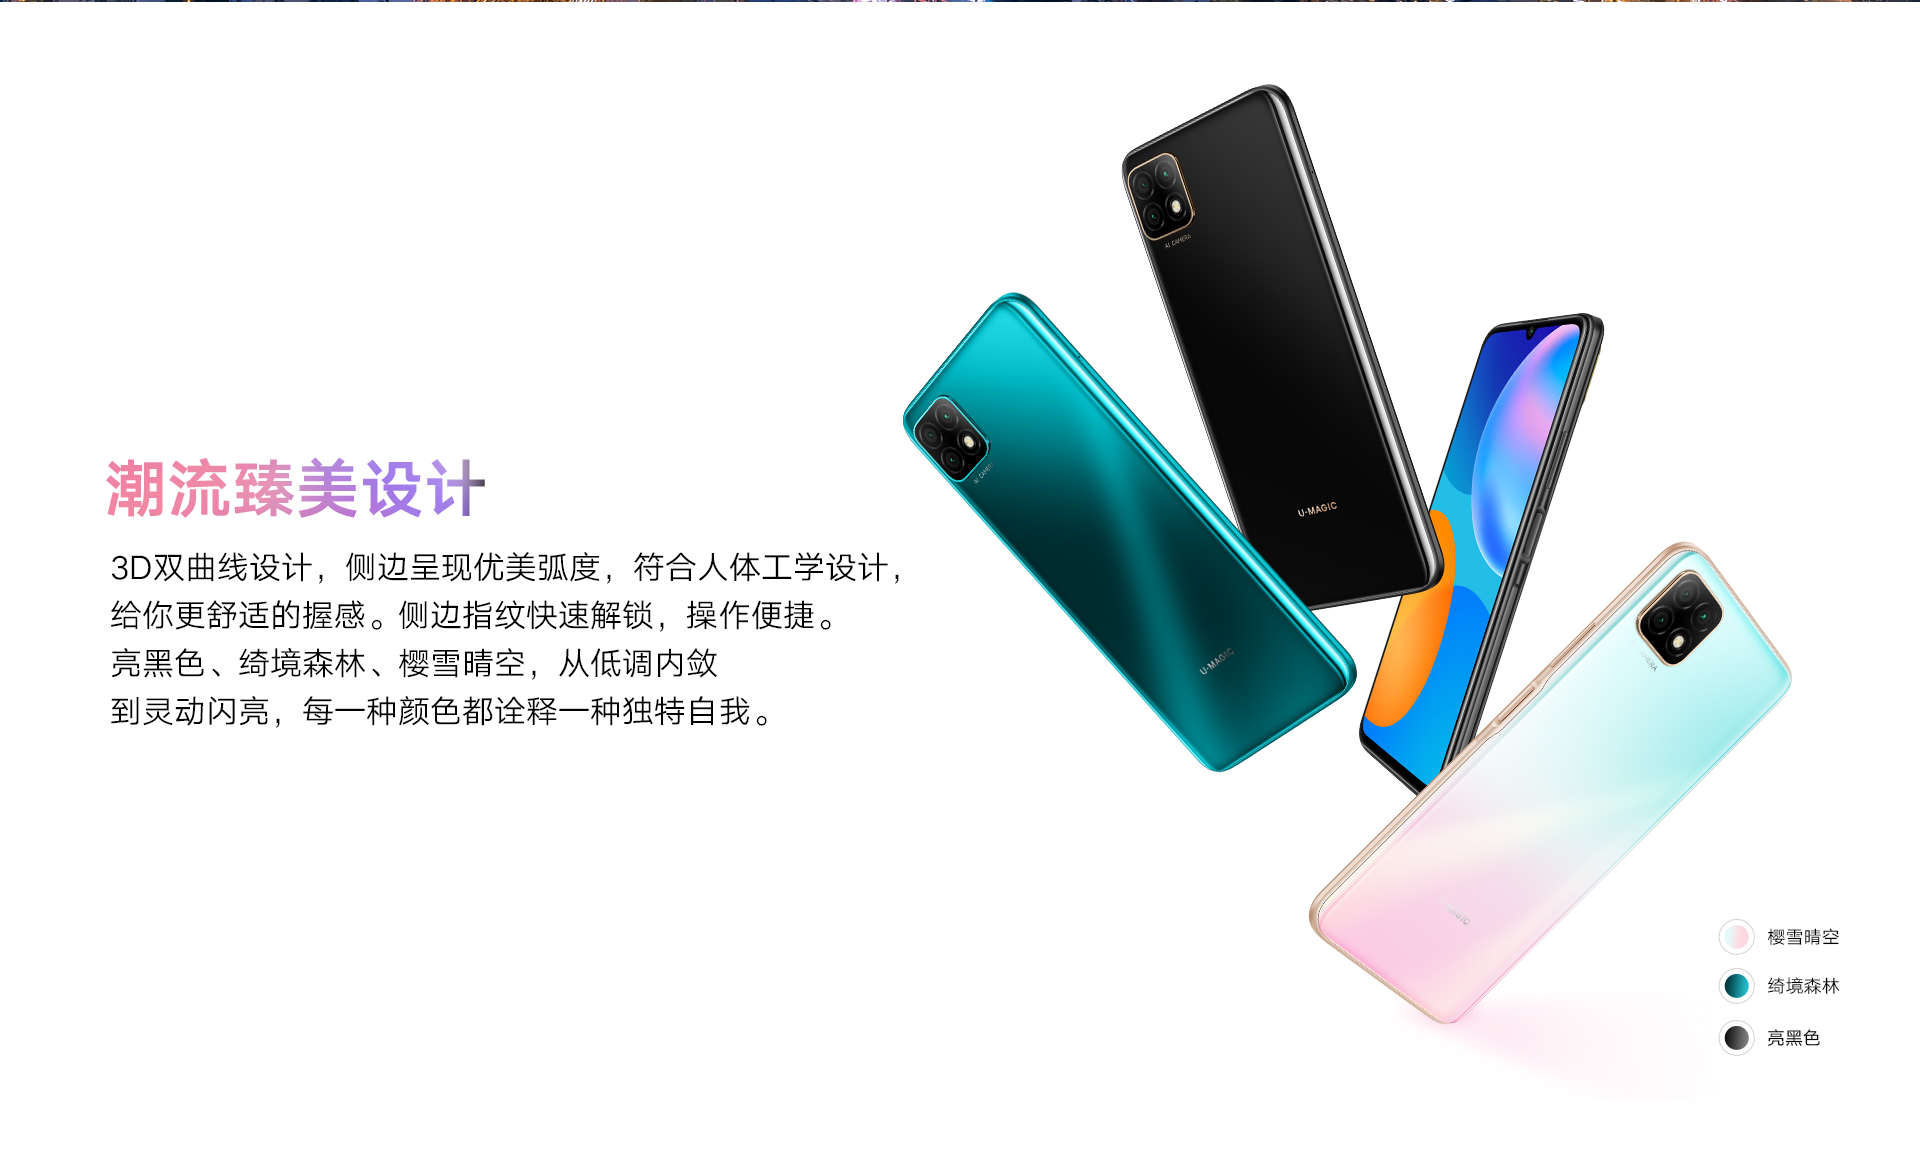 潮流臻美设计
3D双曲线设计，侧边呈现优美弧度，符合人体工学设计，
给你更舒适的握感。侧边指纹快速解锁，操作便捷。
亮黑色、绮境森林、樱雪晴空，从低调内敛
到灵动闪亮，每一种颜色都诠释一种独特自我。
AI CAMERA
U-MAGIC
AI CAMERA
U-MAGIC
AMERA
U-MAGIC
樱雪晴空
绮境森林
亮黑色